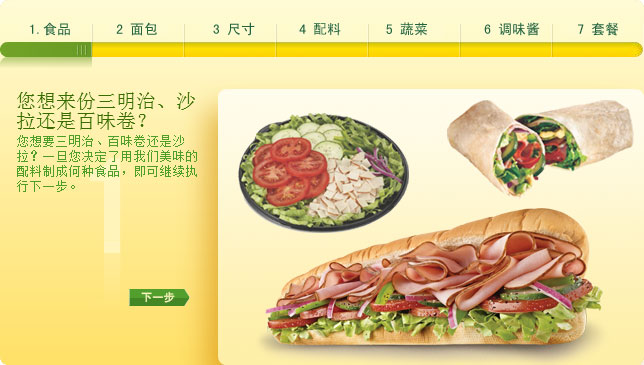 1. 食品
2 面包
3 尺寸
4 配料
5 蔬菜
6 调味酱
7 套餐
您想来份三明治、沙
拉还是百味卷？
您想要三明治、百味卷还是沙
拉？一旦您决定了用我们美味的
配料制成何种食品，即可继续执
行下一步。
下一步